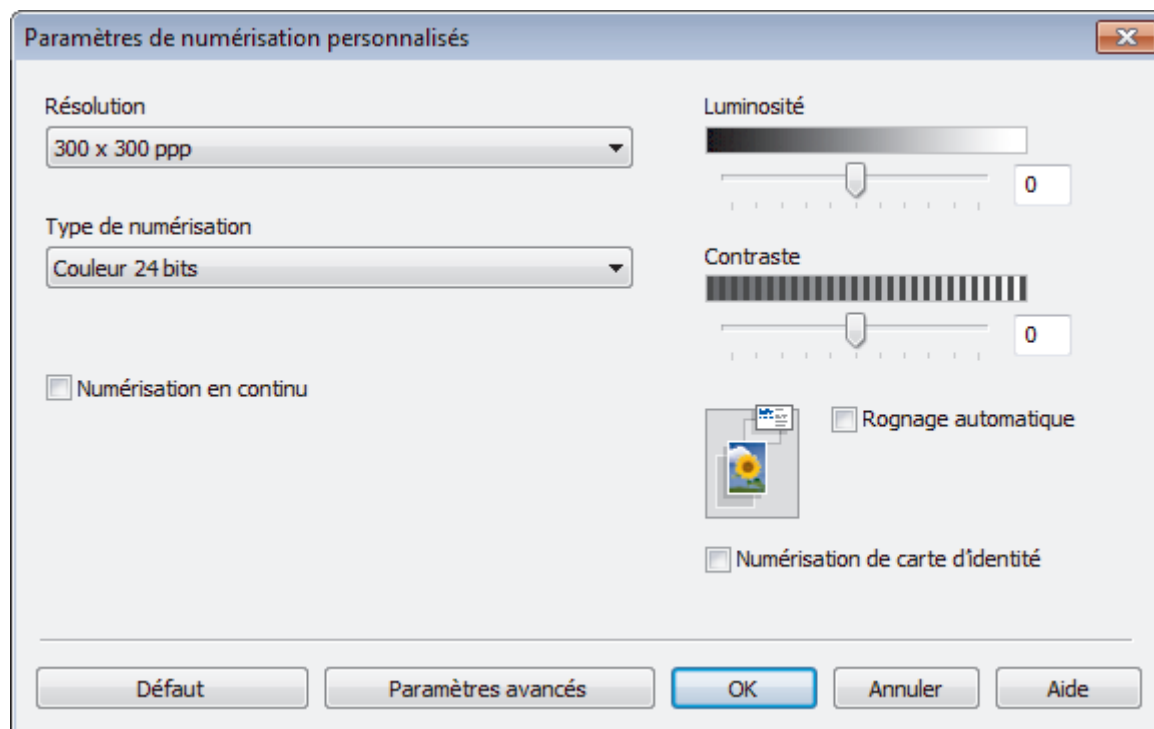 Paramètres de numérisation personnalisés
Résolution
300 x 300 ppp
Type de numérisation
Couleur 24 bits
Numérisation en continu
Luminosité
0
Contraste
0
Rognage automatique
Numérisation de carte d'identité
Défaut
Paramètres avancés
OK
Annuler
Aide